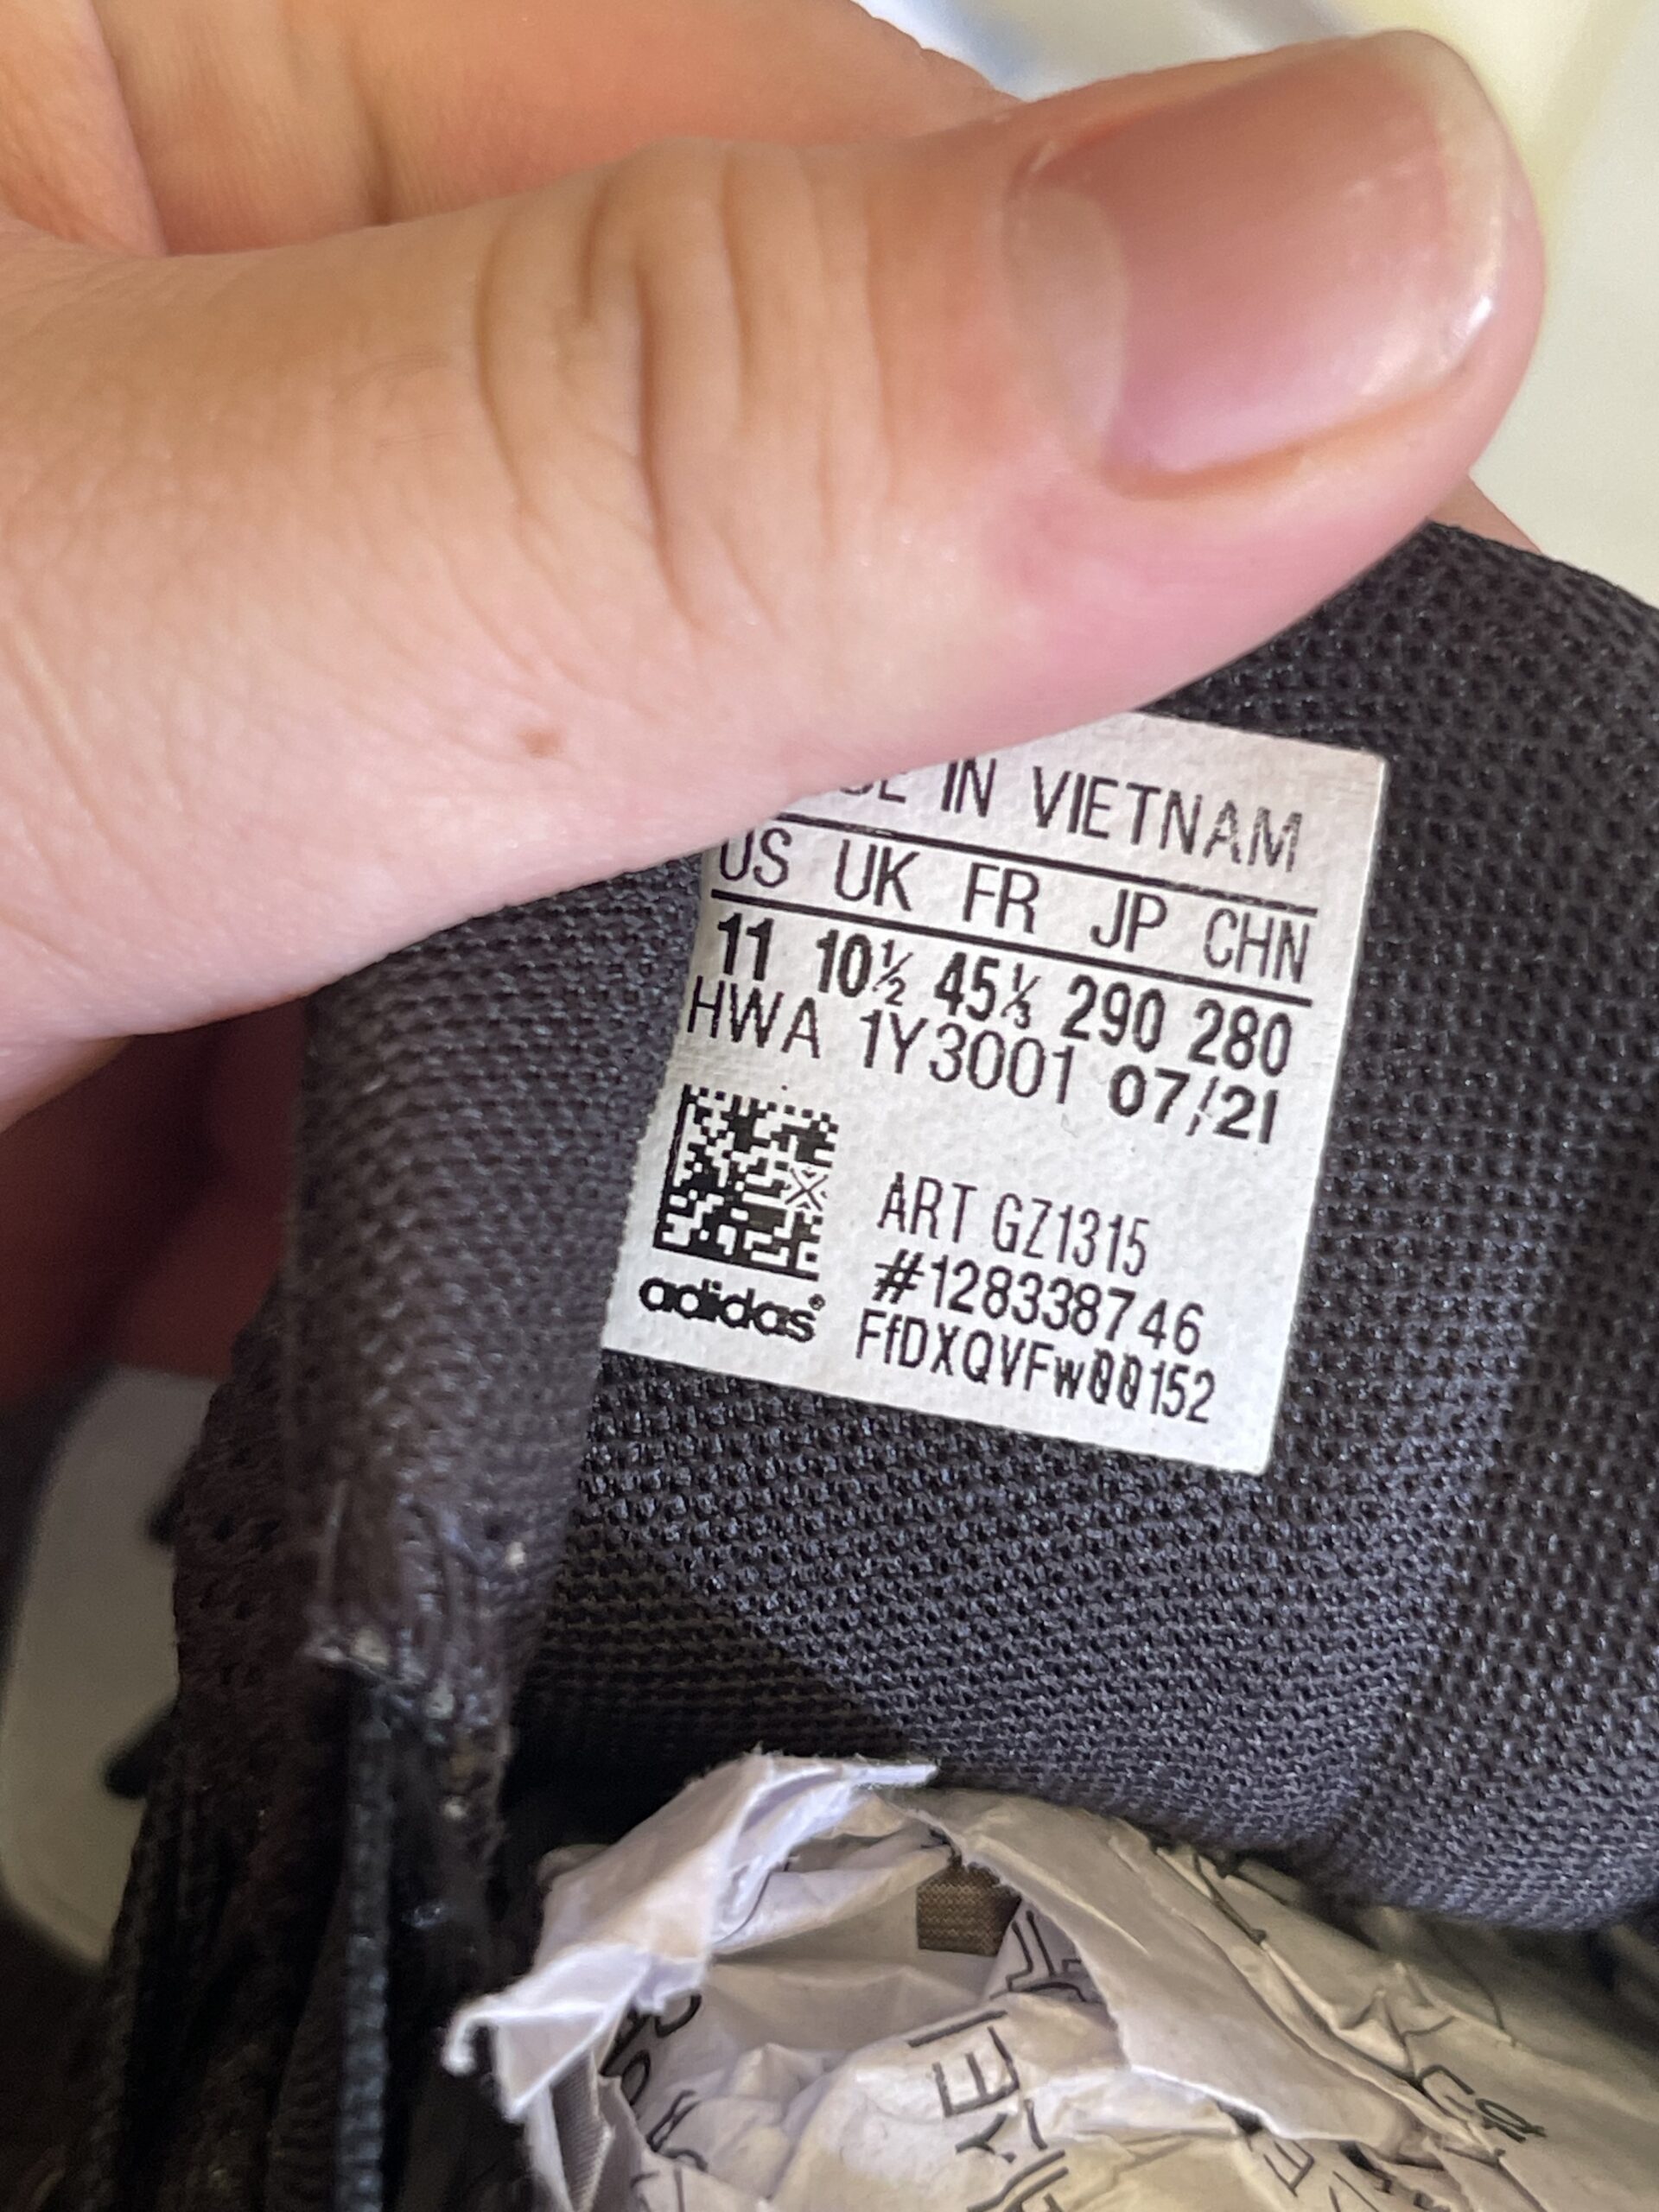 IN VIETNAM
US UK FR JP CHN
11 10½ 45⅓ 290 280
HWA 1Y3001 07/21
ART GZ1315
#128338746
FfDXQVFw00152
adidas®